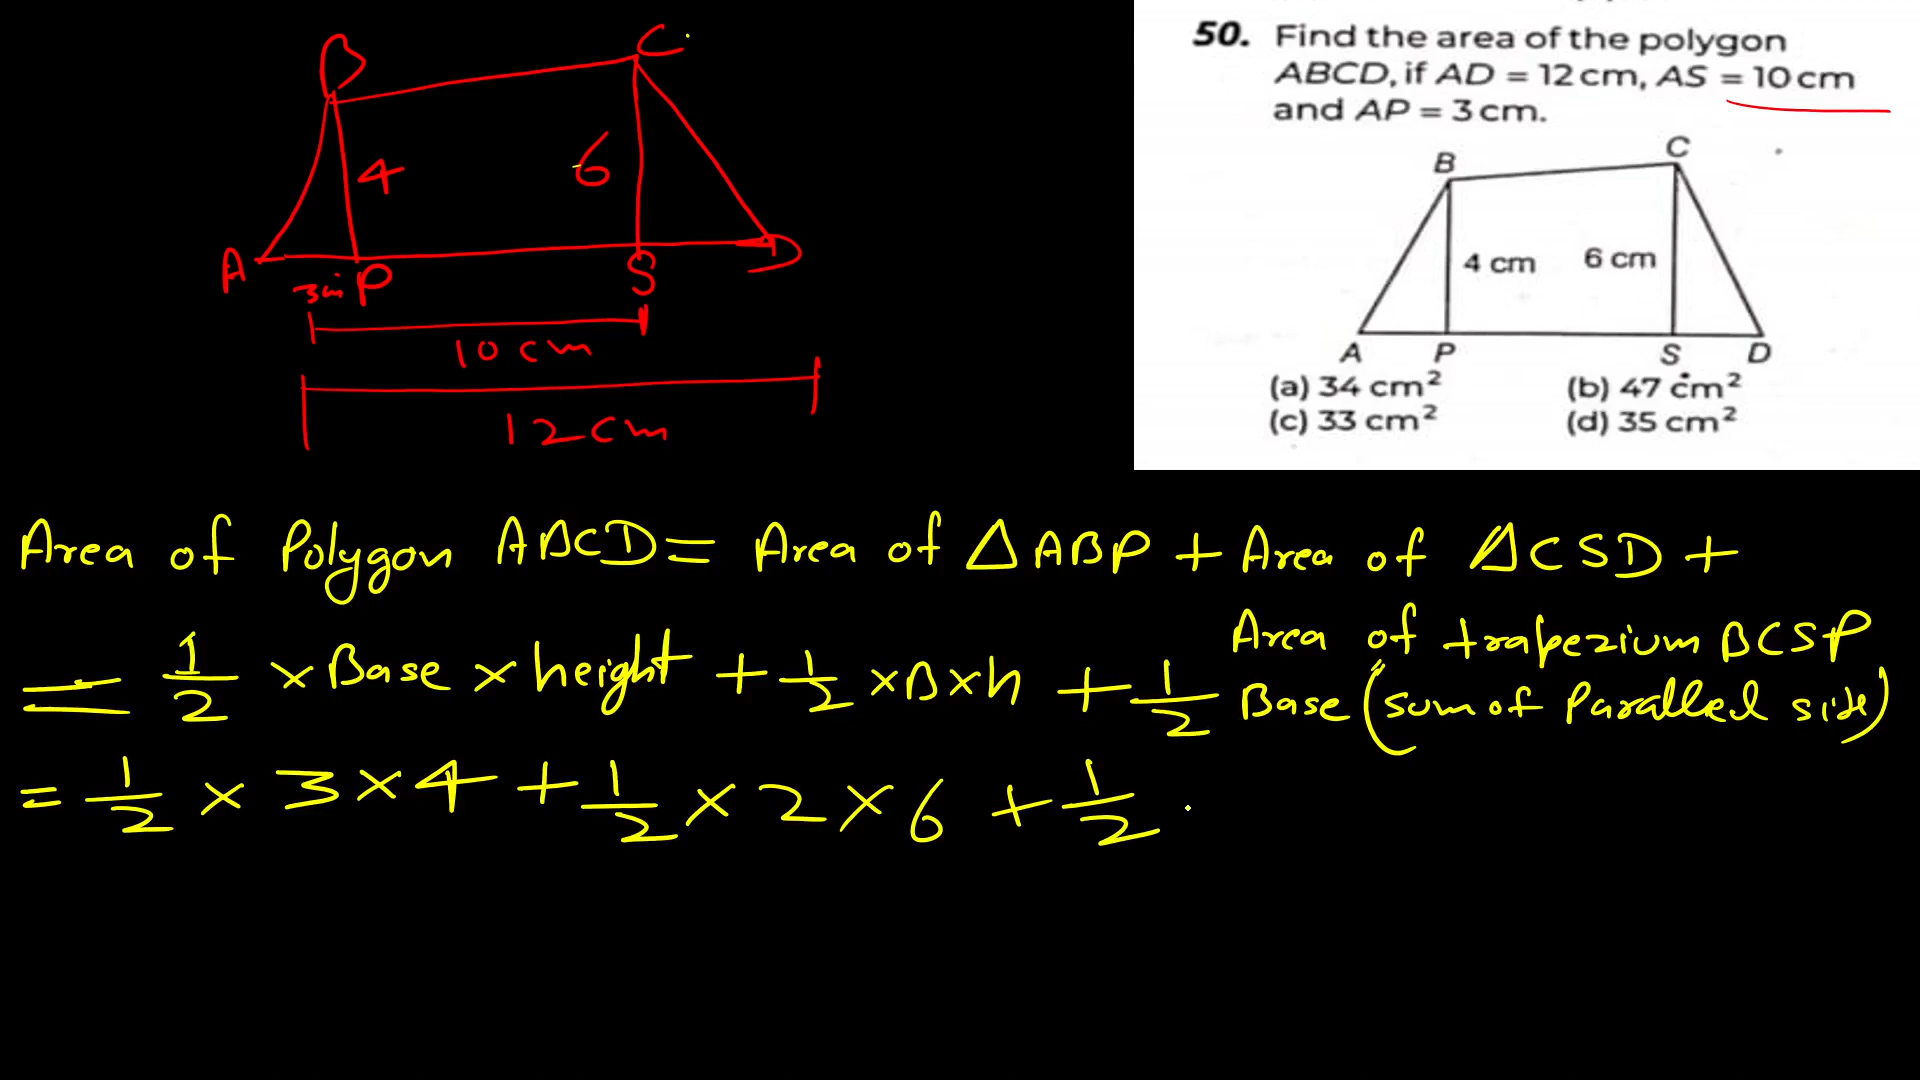 50. Find the area of the polygon
ABCD, if AD = 12 cm, AS = 10 cm
and AP = 3 cm.
B
C
4 cm
6 cm
A P S D
(a) 34 cm² (b) 47 cm²
(c) 33 cm² (d) 35 cm²
B
C
4
6
A
3cm P
S
D
10 cm
12 cm
Area of Polygon ABCD = Area of △ABP + Area of △CSD +
Area of trapezium BCSP
= 1/2 × Base × height + 1/2 × B × h + 1/2 Base (sum of Parallel side)
= 1/2 × 3 × 4 + 1/2 × 2 × 6 + 1/2